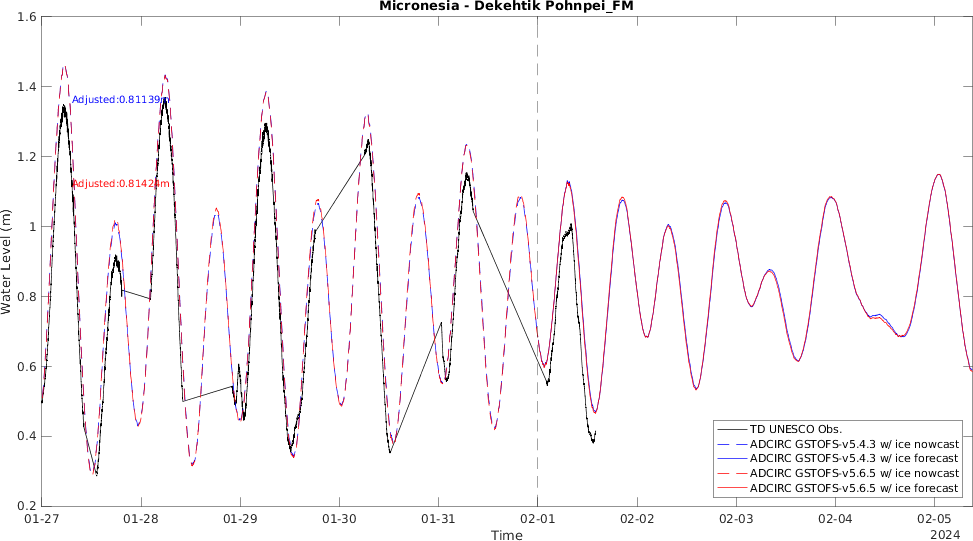 Micronesia - Dekehtik Pohnpei_FM
1.6
1.4
1.2
1
0.8
0.6
0.4
0.2
Water Level (m)
Adjusted:0.81139m
Adjusted:0.81424m
TD UNESCO Obs.
ADCIRC GSTOFS-v5.4.3 w/ ice nowcast
ADCIRC GSTOFS-v5.4.3 w/ ice forecast
ADCIRC GSTOFS-v5.6.5 w/ ice nowcast
ADCIRC GSTOFS-v5.6.5 w/ ice forecast
01-27 01-28 01-29 01-30 01-31 02-01 02-02 02-03 02-04 02-05
Time 2024